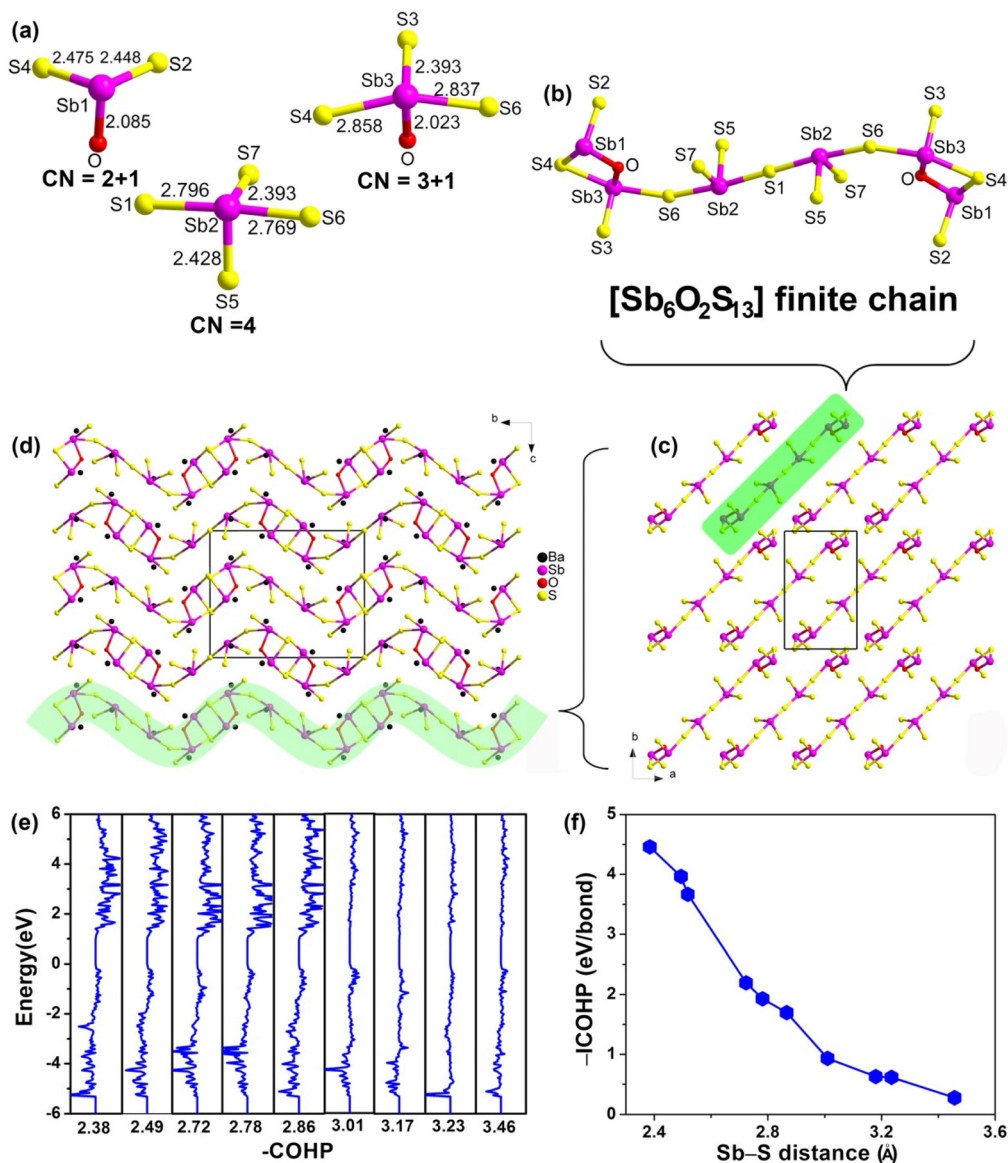 (a)
S4
2.475
2.448
S2
Sb1
2.085
O
CN = 2+1
S3
Sb3
2.393
2.837
S4
S6
2.858
2.023
O
CN = 3+1
S7
2.796
2.393
S1
S6
Sb2
2.769
2.428
S5
CN =4
(b)
S2
Sb1
S4
O
Sb3
S3
S6
S7
S5
Sb2
S1
Sb2
S5
S7
S6
S3
Sb3
O
S4
Sb1
S2
[Sb6O2S13] finite chain
(d)
b
c
Ba
Sb
O
S
(c)
b
a
(e)
Energy(eV)
6
4
2
0
-2
-4
-6
2.38 2.49 2.72 2.78 2.86 3.01 3.17 3.23 3.46
-COHP
(f)
–ICOHP (eV/bond)
5
4
3
2
1
0
2.4 2.8 3.2 3.6
Sb–S distance (Å)